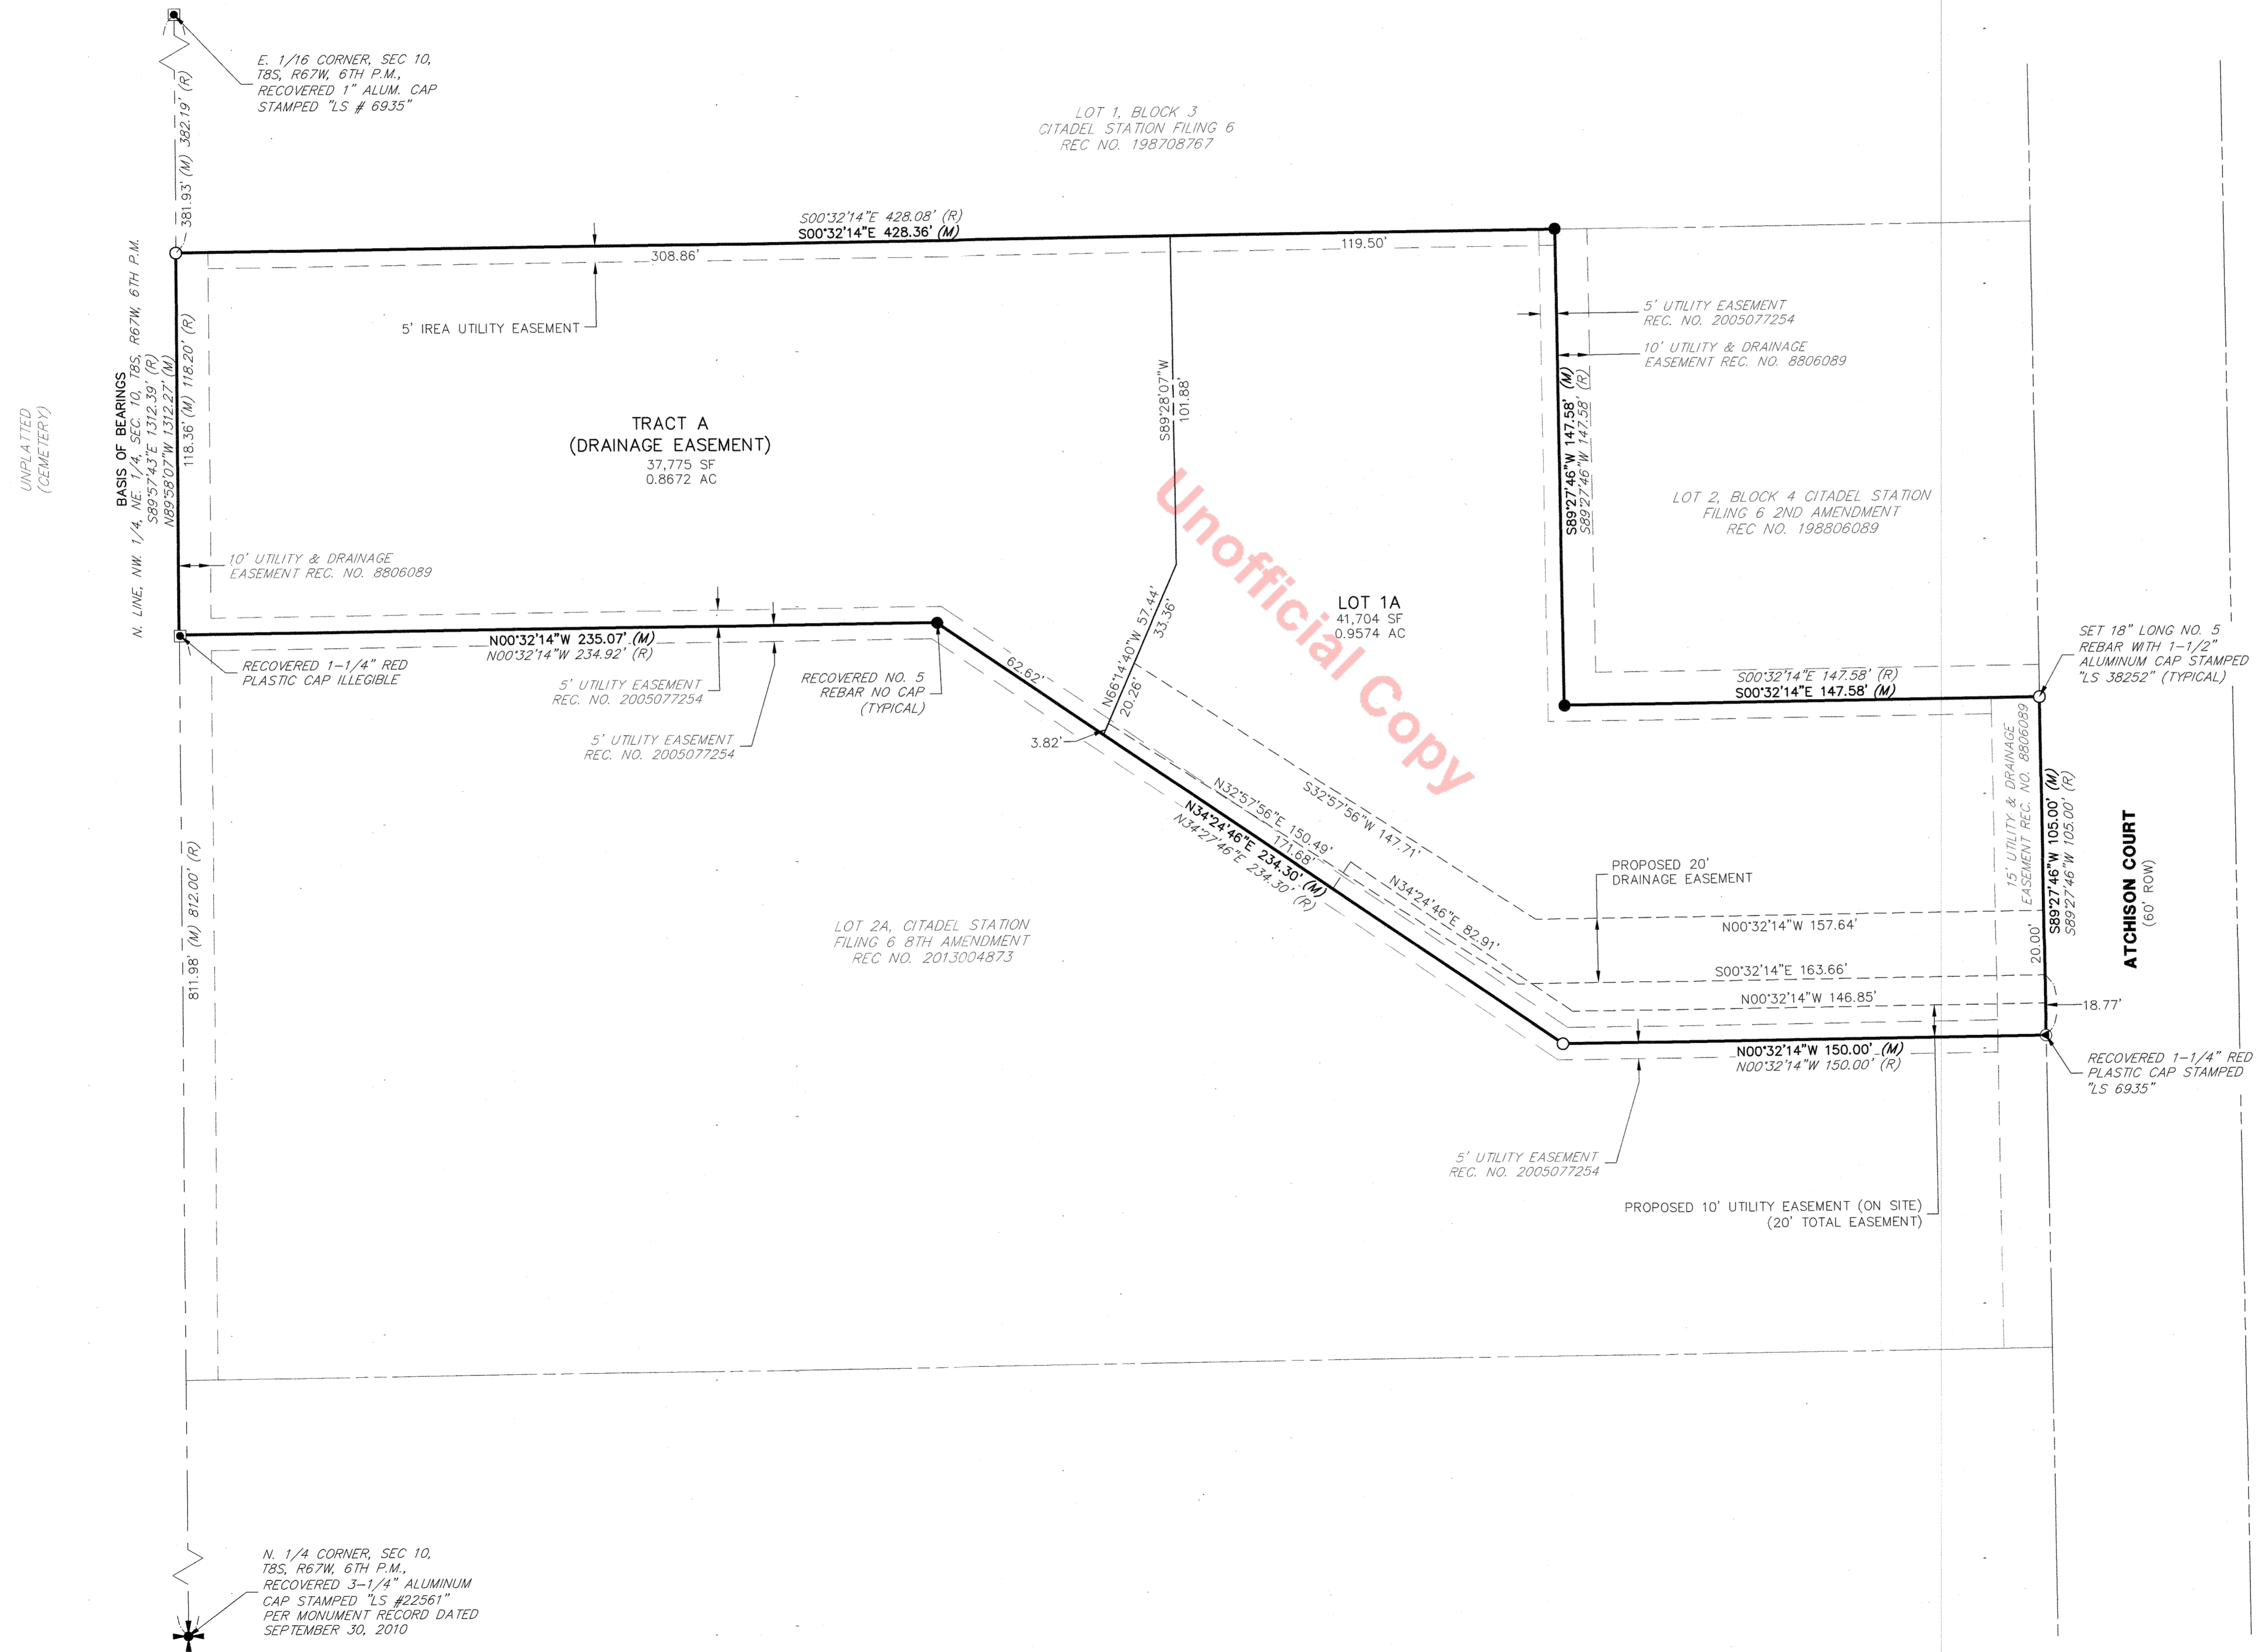 E. 1/16 CORNER, SEC 10,
T8S, R67W, 6TH P.M.,
RECOVERED 1" ALUM. CAP
STAMPED "LS # 6935"
381.93' (M) 382.19' (R)
LOT 1, BLOCK 3
CITADEL STATION FILING 6
REC NO. 198708767
S00°32'14"E 428.08' (R)
S00°32'14"E 428.36' (M)
308.86'
119.50'
5' IREA UTILITY EASEMENT
UNPLATTED
(CEMETERY)
BASIS OF BEARINGS
N. LINE, NW. 1/4, NE. 1/4, SEC. 10, T8S, R67W, 6TH P.M.
S89°57'43"E 1312.39' (R)
N89°58'07"W 1312.27' (M)
118.36' (M) 118.20' (R)
TRACT A
(DRAINAGE EASEMENT)
37,775 SF
0.8672 AC
S89°28'07"W
101.88'
5' UTILITY EASEMENT
REC. NO. 2005077254
10' UTILITY & DRAINAGE
EASEMENT REC. NO. 8806089
S89°27'46"W 147.58' (M)
S89°27'46"W 147.58' (R)
LOT 2, BLOCK 4 CITADEL STATION
FILING 6 2ND AMENDMENT
REC NO. 198806089
Unofficial Copy
10' UTILITY & DRAINAGE
EASEMENT REC. NO. 8806089
LOT 1A
41,704 SF
0.9574 AC
N66°14'40"W 57.44'
33.36'
20.26'
SET 18" LONG NO. 5
REBAR WITH 1-1/2"
ALUMINUM CAP STAMPED
"LS 38252" (TYPICAL)
N00°32'14"W 235.07' (M)
N00°32'14"W 234.92' (R)
RECOVERED 1-1/4" RED
PLASTIC CAP ILLEGIBLE
5' UTILITY EASEMENT
REC. NO. 2005077254
RECOVERED NO. 5
REBAR NO CAP
(TYPICAL)
62.62'
S00°32'14"E 147.58' (R)
S00°32'14"E 147.58' (M)
5' UTILITY EASEMENT
REC. NO. 2005077254
3.82'
N32°57'56"E 150.49'
171.68'
S32°57'56"W 147.71'
N34°24'46"E 234.30' (M)
N34°27'46"E 234.30' (R)
N34°24'46"E 82.91'
15' UTILITY & DRAINAGE
EASEMENT REC. NO. 8806089
S89°27'46"W 105.00' (M)
S89°27'46"W 105.00' (R)
20.00'
ATCHISON COURT
(60' ROW)
PROPOSED 20'
DRAINAGE EASEMENT
N00°32'14"W 157.64'
S00°32'14"E 163.66'
N00°32'14"W 146.85'
18.77'
811.98' (M) 812.00' (R)
LOT 2A, CITADEL STATION
FILING 6 8TH AMENDMENT
REC NO. 2013004873
N00°32'14"W 150.00' (M)
N00°32'14"W 150.00' (R)
RECOVERED 1-1/4" RED
PLASTIC CAP STAMPED
"LS 6935"
5' UTILITY EASEMENT
REC. NO. 2005077254
PROPOSED 10' UTILITY EASEMENT (ON SITE)
(20' TOTAL EASEMENT)
N. 1/4 CORNER, SEC 10,
T8S, R67W, 6TH P.M.,
RECOVERED 3-1/4" ALUMINUM
CAP STAMPED "LS #22561"
PER MONUMENT RECORD DATED
SEPTEMBER 30, 2010